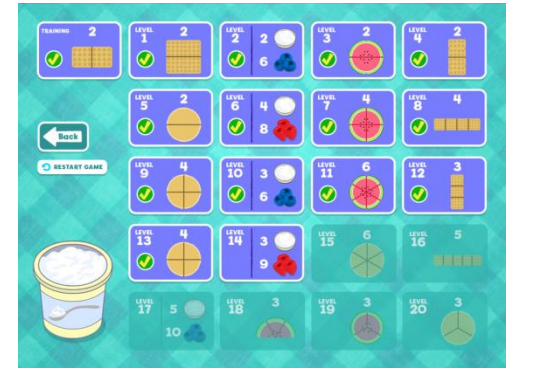 TRAINING 2
LEVEL 1 2
LEVEL 2 2 6
LEVEL 3 2
LEVEL 4 2
LEVEL 5 2
LEVEL 6 4 8
LEVEL 7 4
LEVEL 8 4
Back
RESTART GAME
LEVEL 9 4
LEVEL 10 3 6
LEVEL 11 6
LEVEL 12 3
LEVEL 13 4
LEVEL 14 3 9
LEVEL 15 6
LEVEL 16 5
LEVEL 17 5 10
LEVEL 18 3
LEVEL 19 3
LEVEL 20 3